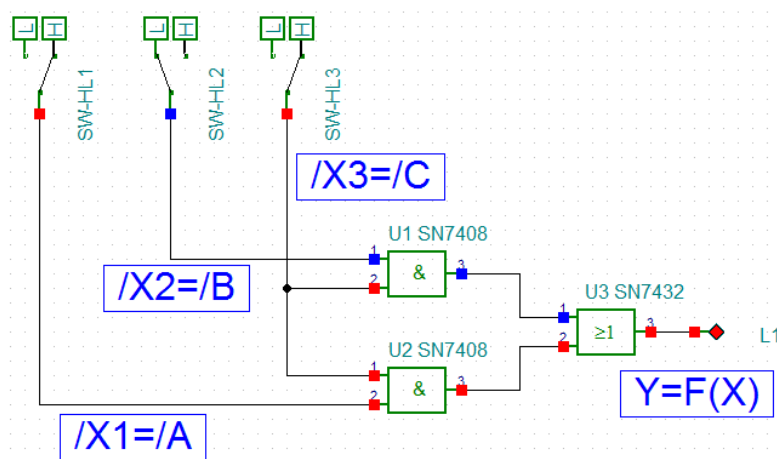 L H L H L H
SW-HL1
SW-HL2
SW-HL3
/X3=/C
U1 SN7408
1
2
&
3
/X2=/B
U3 SN7432
1
2
≥1
3
L1
U2 SN7408
1
2
&
3
Y=F(X)
/X1=/A